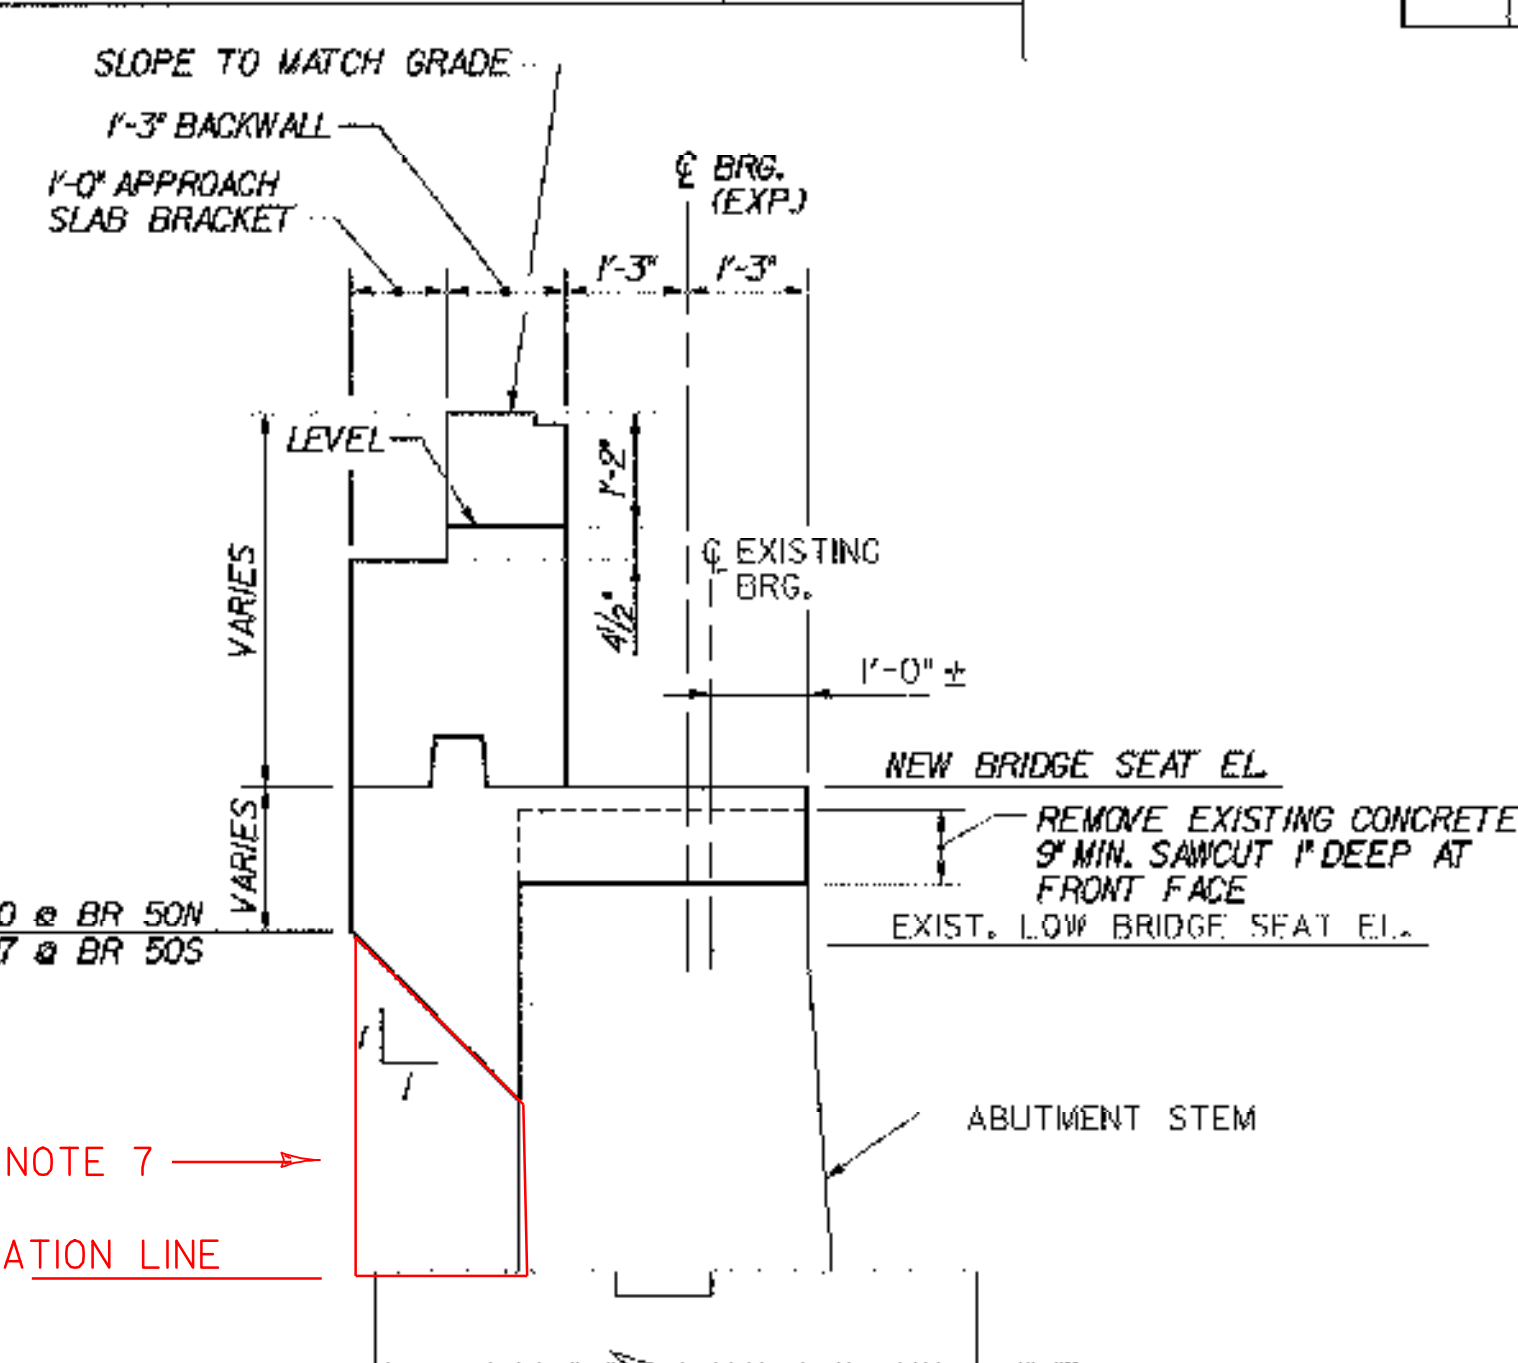 SLOPE TO MATCH GRADE
1'-3" BACKWALL
1'-0" APPROACH
SLAB BRACKET
℄ BRG.
(EXP.)
1'-3" 1'-3"
LEVEL
1'-2"
VARIES
℄ EXISTING
BRG.
4½"
1'-0" ±
NEW BRIDGE SEAT EL.
VARIES
REMOVE EXISTING CONCRETE
9" MIN. SAWCUT 1" DEEP AT
FRONT FACE
0 @ BR 50N
EXIST. LOW BRIDGE SEAT EL.
7 @ BR 50S
1
1
ABUTMENT STEM
NOTE 7
ATION LINE